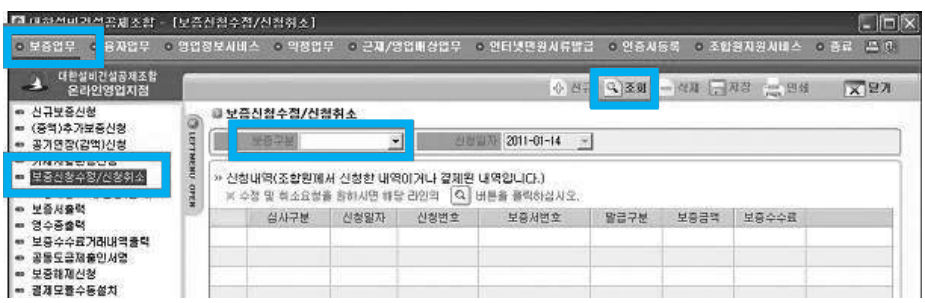 대한설비건설공제조합 - [보증신청수정/신청취소]
보증업무 융자업무 영업정보서비스 약정업무 근재/영업배상업무 인터넷민원서류발급 인증서등록 조합원지원서비스 종료
대한설비건설공제조합
온라인영업지점
신규 조회 삭제 저장 인쇄 닫기
신규보증신청
(증액)추가보증신청
공기연장(감액)신청
보증신청수정/신청취소
보증서출력
영수증출력
보증수수료거래내역출력
공동도급제출인서명
보증해제신청
결제모듈수동설치
LEFTMENU OPEN
보증신청수정/신청취소
보증구분 신청일자 2011-01-14
» 신청내역(조합원에서 신청한 내역이거나 결제된 내역입니다.)
※ 수정 및 취소요청을 원하시면 해당 라인의 버튼을 클릭하십시오.
심사구분 신청일자 신청번호 보증서번호 발급구분 보증금액 보증수수료